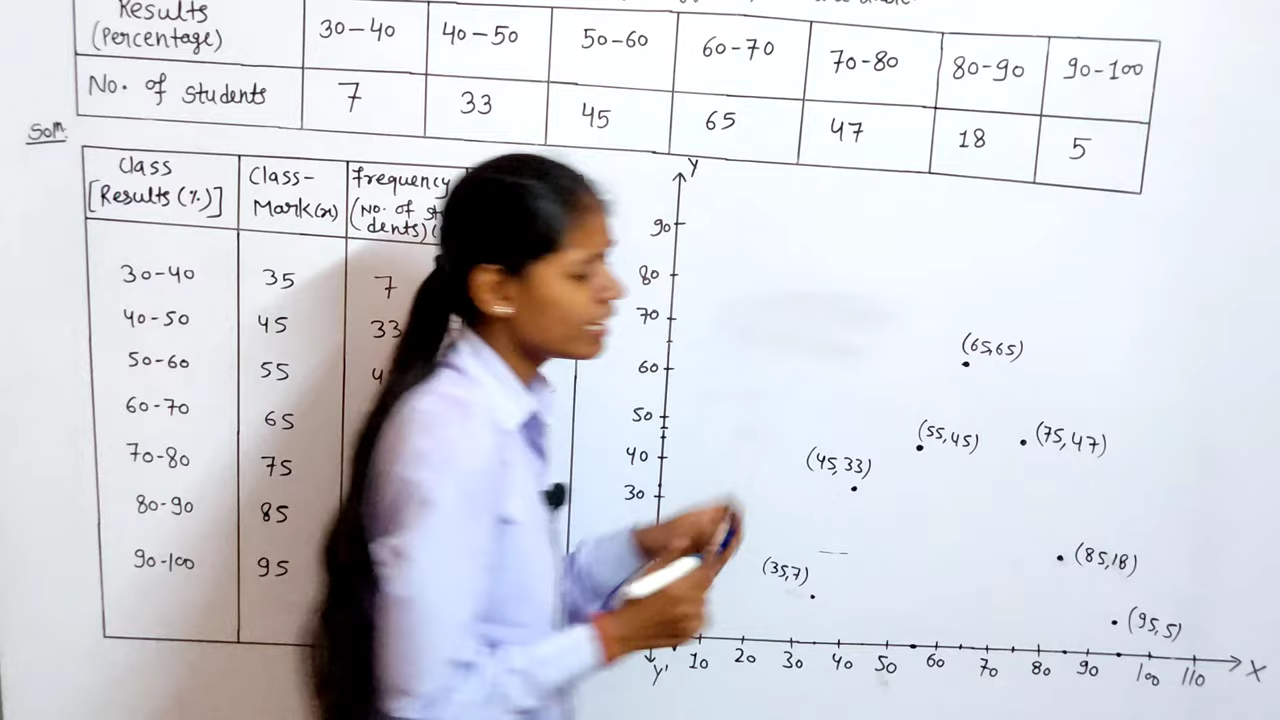 Results
(Percentage)
30-40
40-50
50-60
60-70
70-80
80-90
90-100
No. of students
7
33
45
65
47
18
5
Solⁿ.
Class
[Results (%)]
Class-
Mark(x)
frequency
(No. of
dents)
30-40 35 7
40-50 45 33
50-60 55
60-70 65
70-80 75
80-90 85
90-100 95
Y
90
80
70
60
50
40
30
(65,65)
(55,45)
(75,47)
(45,33)
(35,7)
(85,18)
(95,5)
Y' 10 20 30 40 50 60 70 80 90 100 110 X